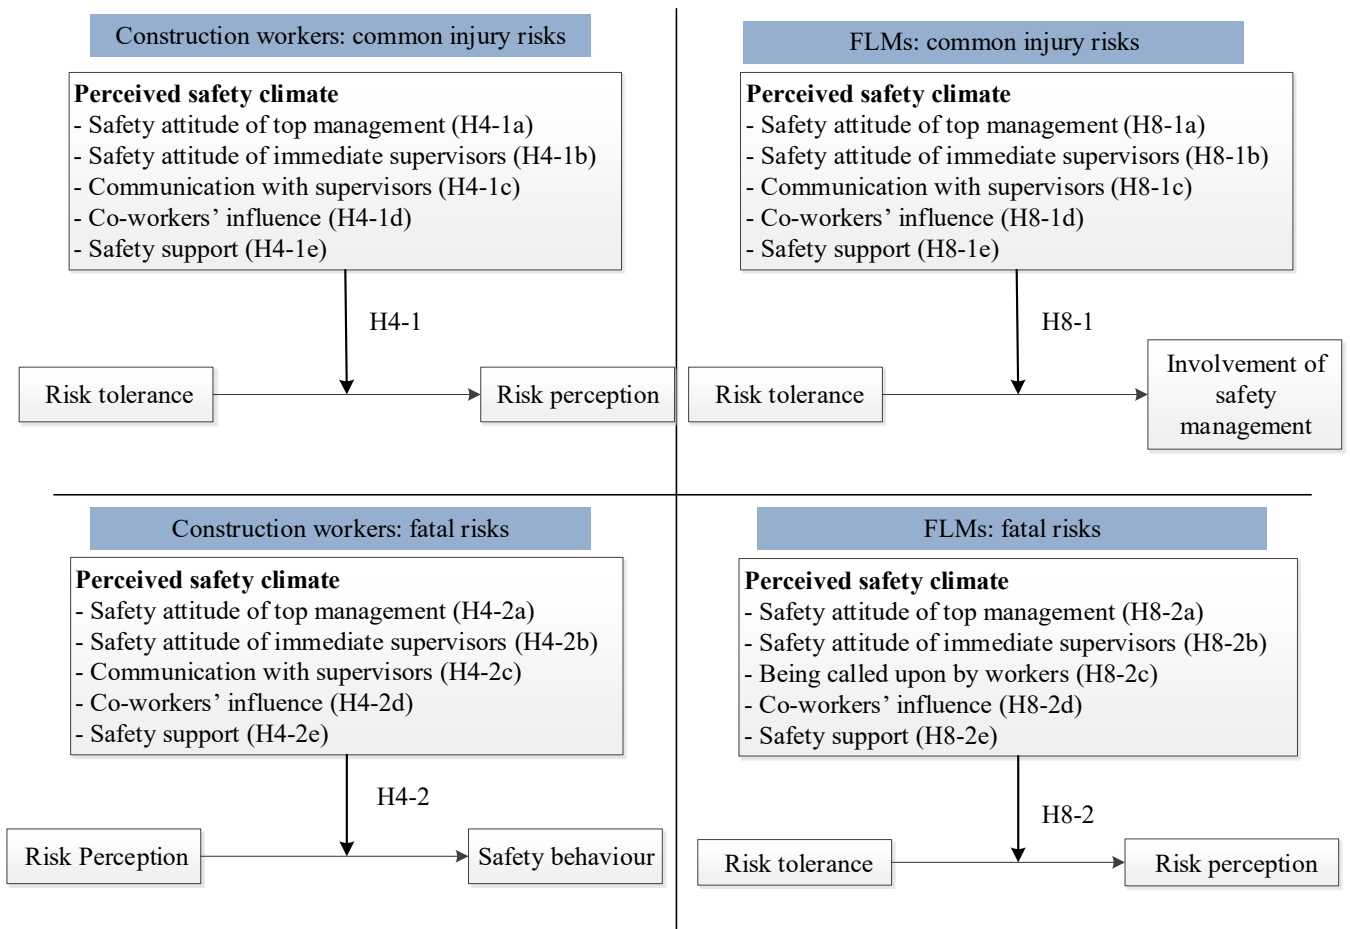 Construction workers: common injury risks
Perceived safety climate
- Safety attitude of top management (H4-1a)
- Safety attitude of immediate supervisors (H4-1b)
- Communication with supervisors (H4-1c)
- Co-workers’ influence (H4-1d)
- Safety support (H4-1e)
H4-1
Risk tolerance
Risk perception
FLMs: common injury risks
Perceived safety climate
- Safety attitude of top management (H8-1a)
- Safety attitude of immediate supervisors (H8-1b)
- Communication with supervisors (H8-1c)
- Co-workers’ influence (H8-1d)
- Safety support (H8-1e)
H8-1
Risk tolerance
Involvement of
safety
management
Construction workers: fatal risks
Perceived safety climate
- Safety attitude of top management (H4-2a)
- Safety attitude of immediate supervisors (H4-2b)
- Communication with supervisors (H4-2c)
- Co-workers’ influence (H4-2d)
- Safety support (H4-2e)
H4-2
Risk Perception
Safety behaviour
FLMs: fatal risks
Perceived safety climate
- Safety attitude of top management (H8-2a)
- Safety attitude of immediate supervisors (H8-2b)
- Being called upon by workers (H8-2c)
- Co-workers’ influence (H8-2d)
- Safety support (H8-2e)
H8-2
Risk tolerance
Risk perception